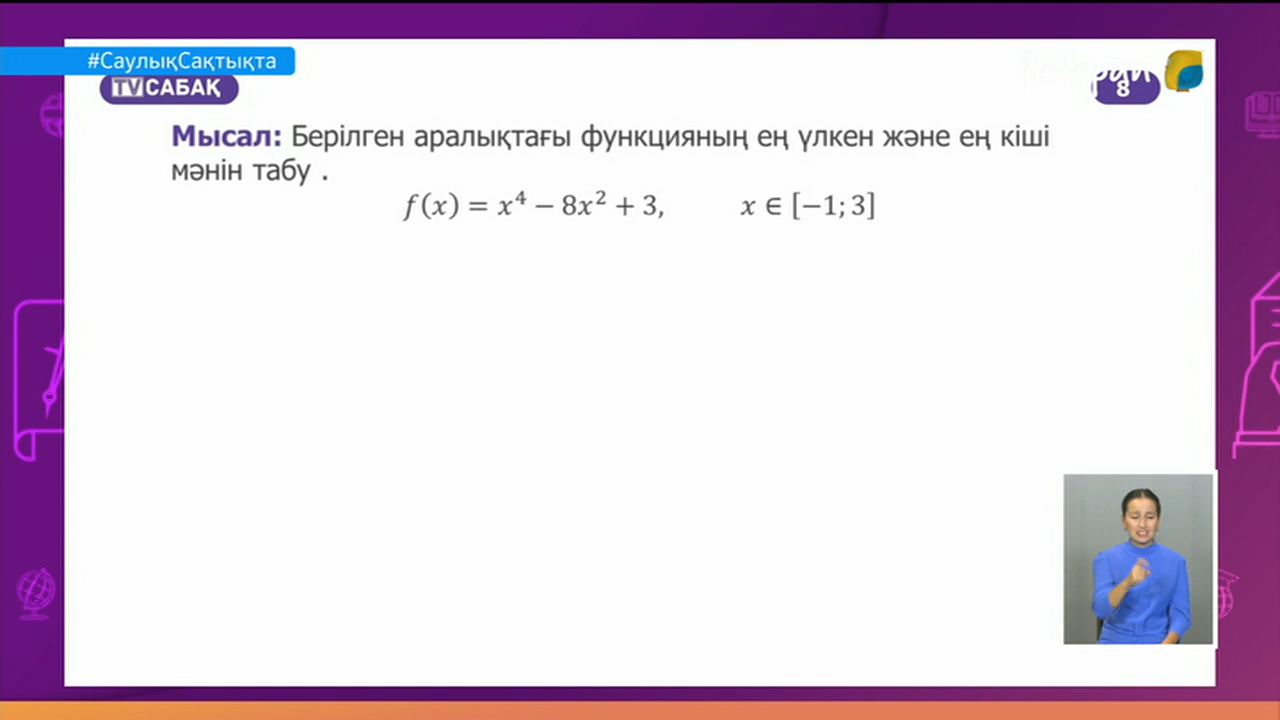 #СаулықСақтықта
TVСАБАҚ
8
Мысал: Берілген аралықтағы функцияның ең үлкен және ең кіші
мәнін табу .
f(x) = x⁴ − 8x² + 3, x ∈ [−1; 3]